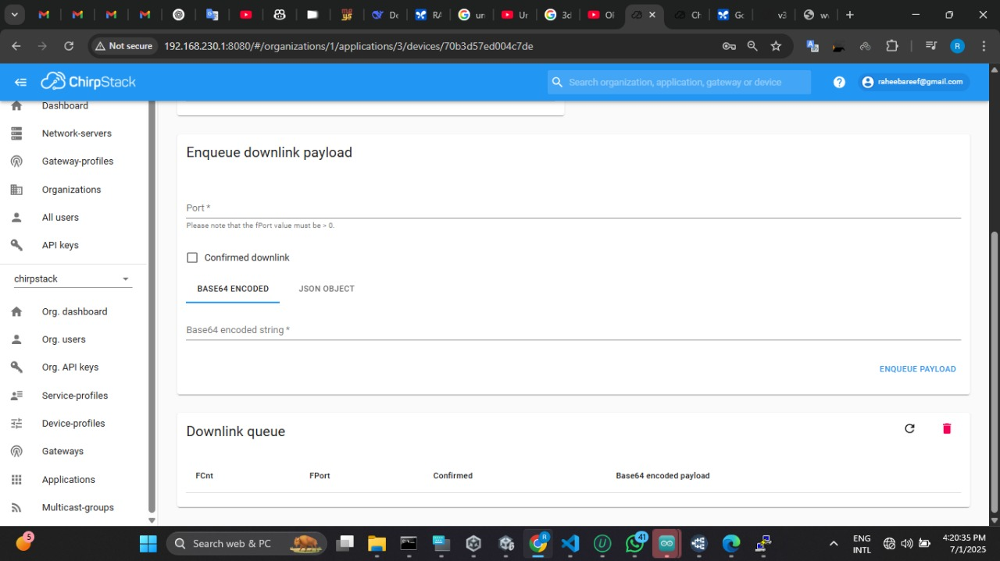 De
RA
un
Ur
3d
Ol
Ch
Go
v3
w
Not secure
192.168.230.1:8080/#/organizations/1/applications/3/devices/70b3d57ed004c7de
R
ChirpStack
Search organization, application, gateway or device
raheebareef@gmail.com
Dashboard
Network-servers
Gateway-profiles
Organizations
All users
API keys
chirpstack
Org. dashboard
Org. users
Org. API keys
Service-profiles
Device-profiles
Gateways
Applications
Multicast-groups
Enqueue downlink payload
Port *
Please note that the fPort value must be > 0.
Confirmed downlink
BASE64 ENCODED JSON OBJECT
Base64 encoded string *
ENQUEUE PAYLOAD
Downlink queue
FCnt FPort Confirmed Base64 encoded payload
5
Search web & PC
R
41
ENG
INTL
4:20:35 PM
7/1/2025